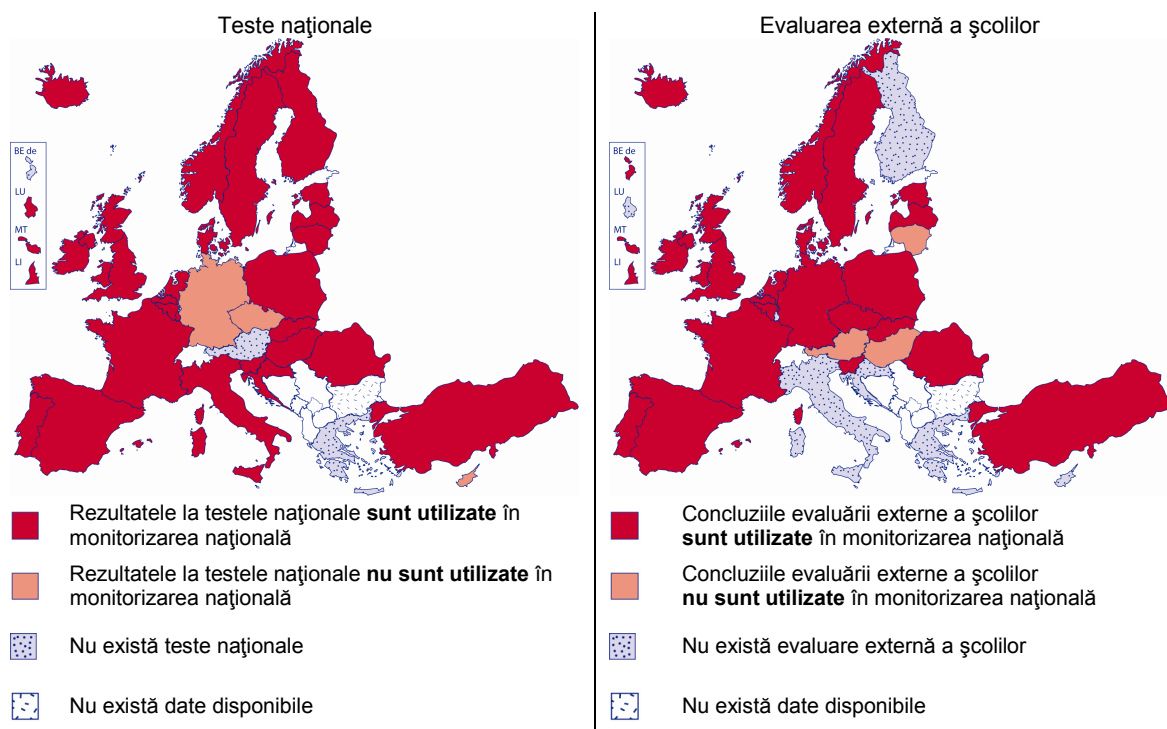 Teste naţionale
BE de
LU
MT
LI
Rezultatele la testele naţionale sunt utilizate în
monitorizarea naţională
Rezultatele la testele naţionale nu sunt utilizate în
monitorizarea naţională
Nu există teste naţionale
Nu există date disponibile
Evaluarea externă a şcolilor
BE de
LU
MT
LI
Concluziile evaluării externe a şcolilor
sunt utilizate în monitorizarea naţională
Concluziile evaluării externe a şcolilor
nu sunt utilizate în monitorizarea naţională
Nu există evaluare externă a şcolilor
Nu există date disponibile